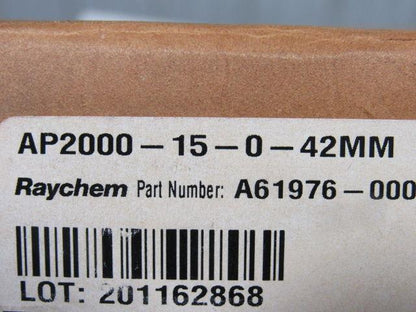 AP2000-15-0-42MM
Raychem Part Number: A61976-000
LOT: 201162868